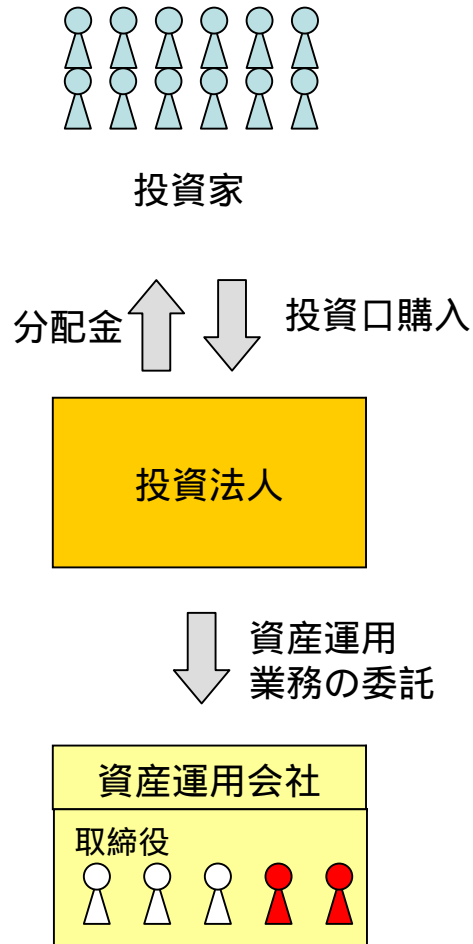 投資家
分配金
投資口購入
投資法人
資産運用
業務の委託
資産運用会社
取締役